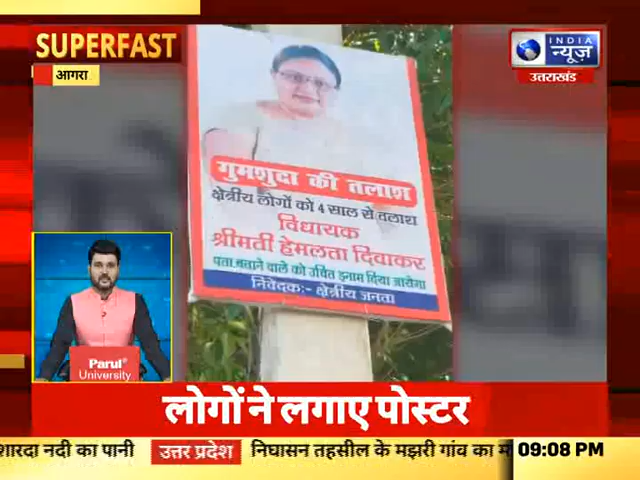 SUPERFAST
आगरा
INDIA
न्यूज़
उत्तराखंड
गुमशुदा की तलाश
क्षेत्रीय लोगों को 4 साल से तलाश
विधायक
श्रीमती हेमलता दिवाकर
पता बताने वाले को उचित इनाम दिया जायेगा
निवेदक:- क्षेत्रीय जनता
Parul
University
लोगों ने लगाए पोस्टर
शारदा नदी का पानी उत्तर प्रदेश निघासन तहसील के मझरी गांव का 09:08 PM